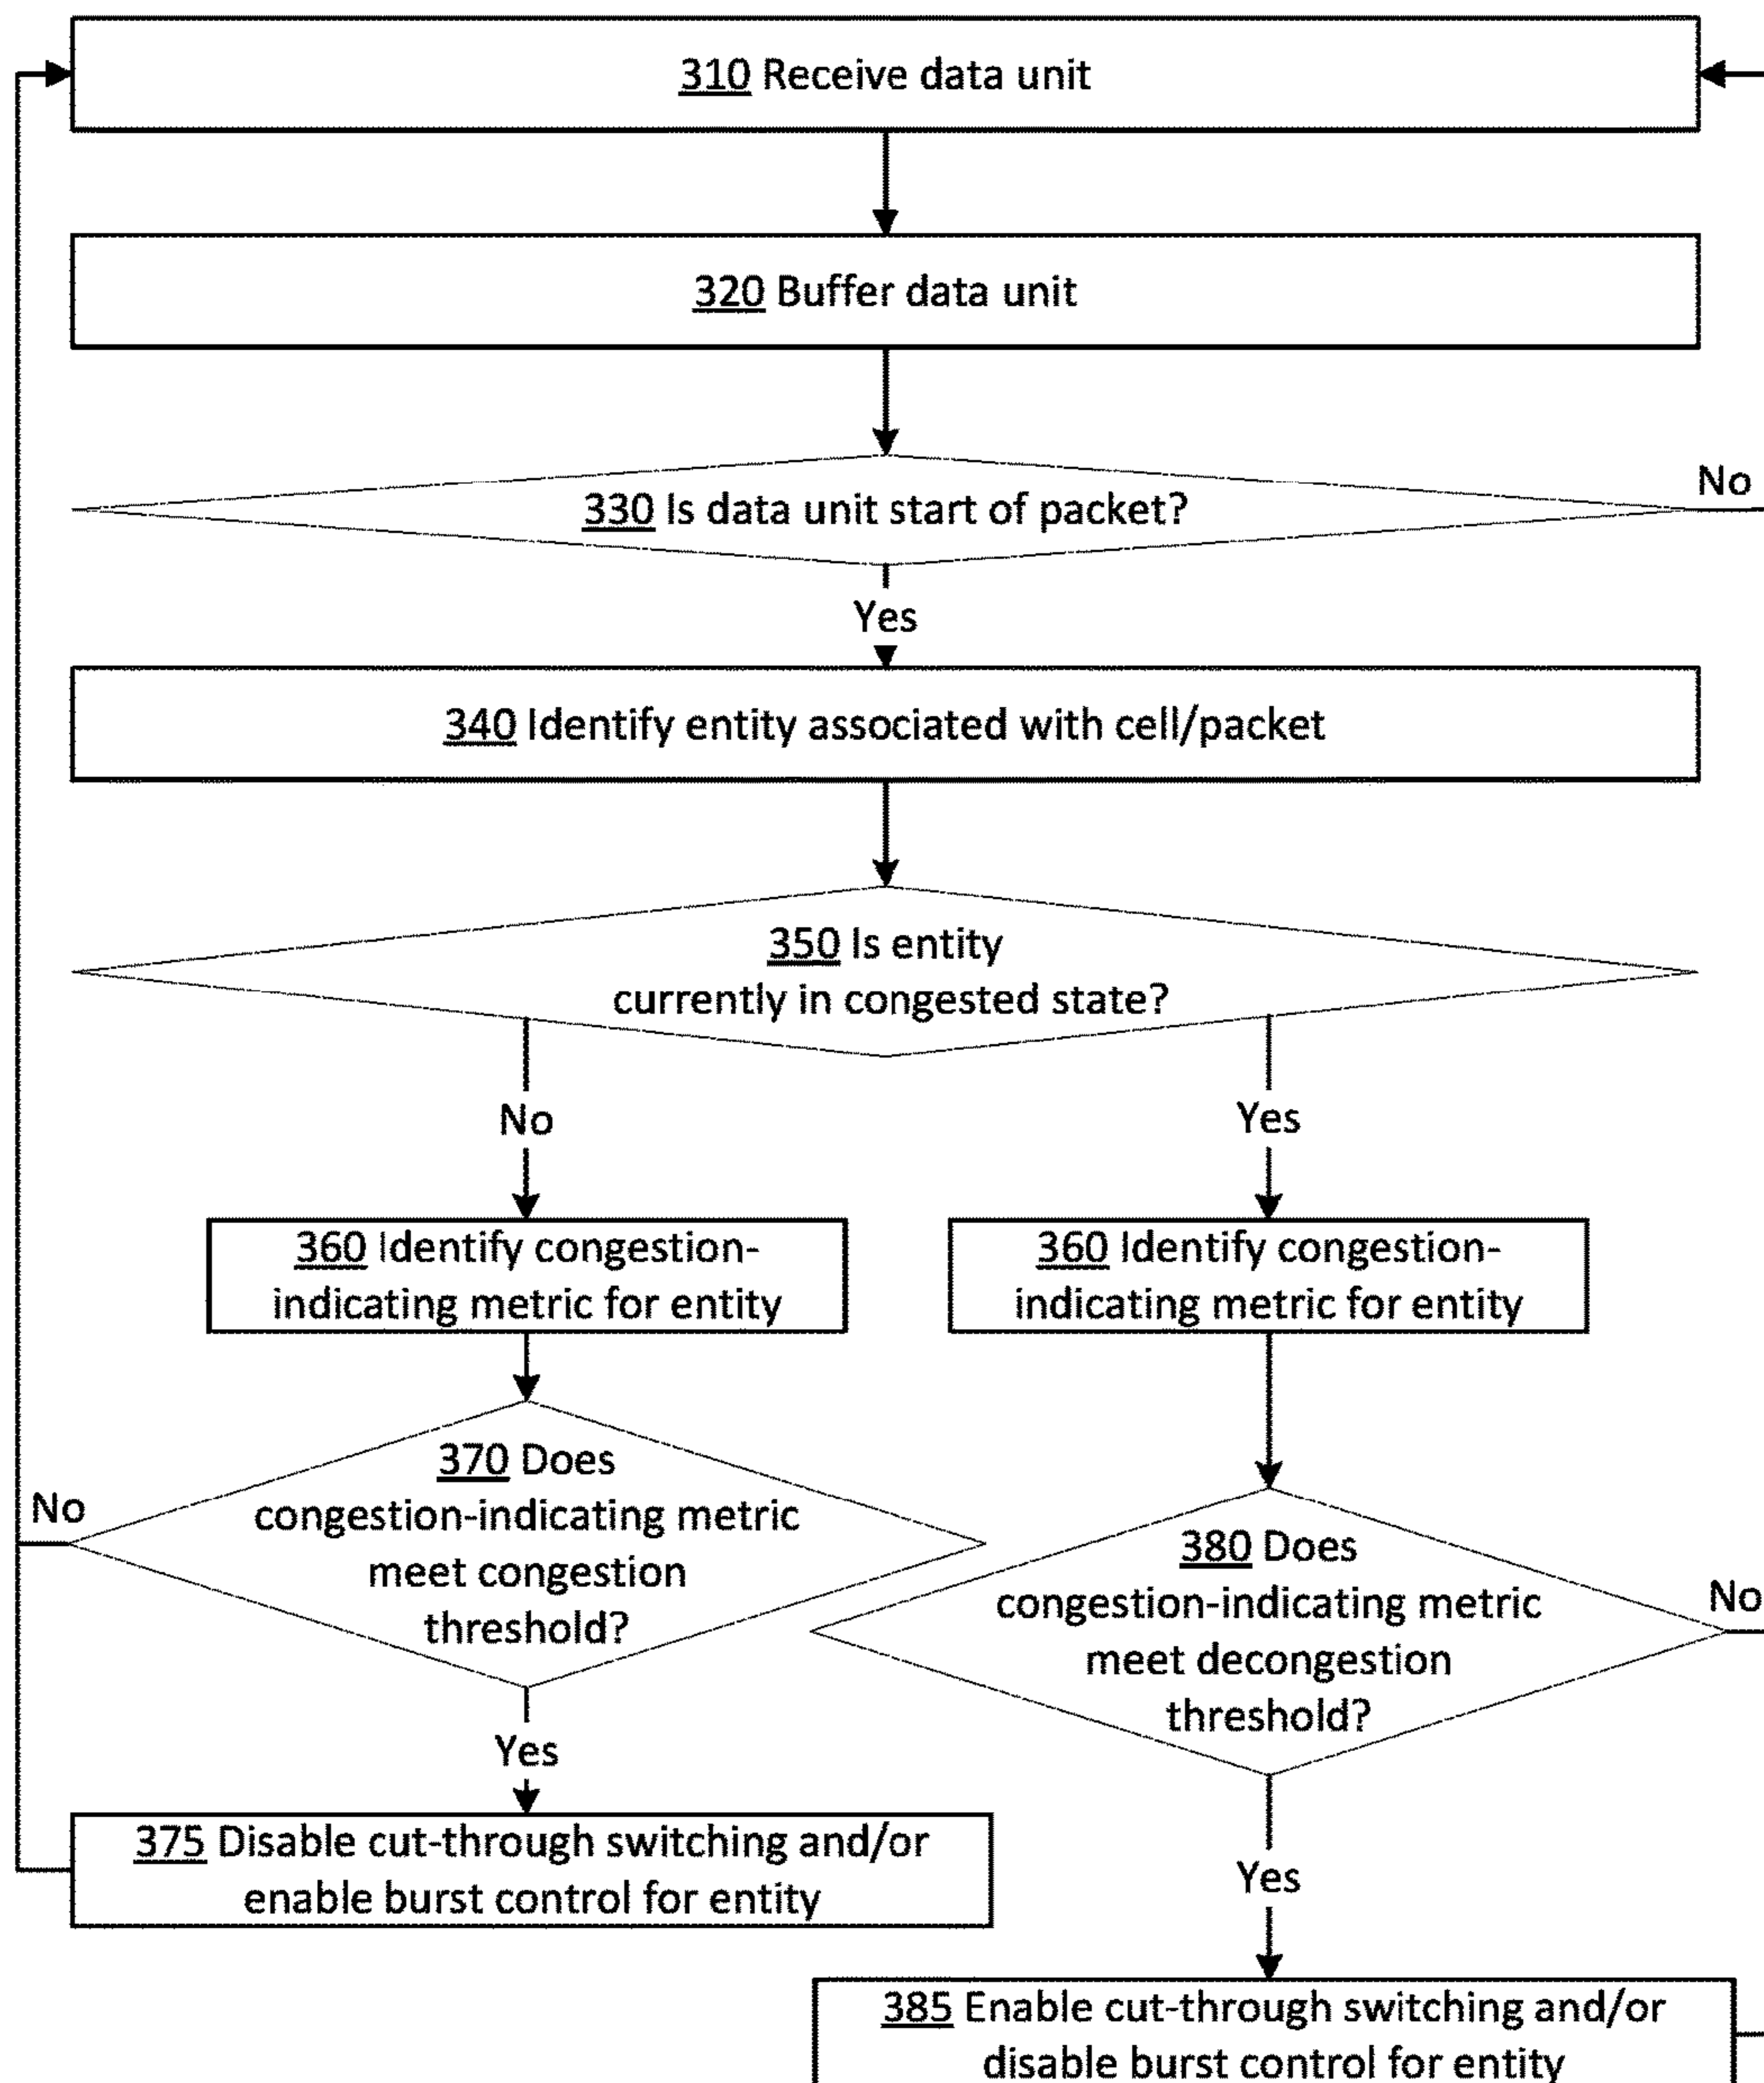 310 Receive data unit
320 Buffer data unit
330 Is data unit start of packet?
No
Yes
340 Identify entity associated with cell/packet
350 Is entity
currently in congested state?
No
Yes
360 Identify congestion-
indicating metric for entity
360 Identify congestion-
indicating metric for entity
370 Does
congestion-indicating metric
meet congestion
threshold?
No
380 Does
congestion-indicating metric
meet decongestion
threshold?
No
Yes
375 Disable cut-through switching and/or
enable burst control for entity
Yes
385 Enable cut-through switching and/or
disable burst control for entity